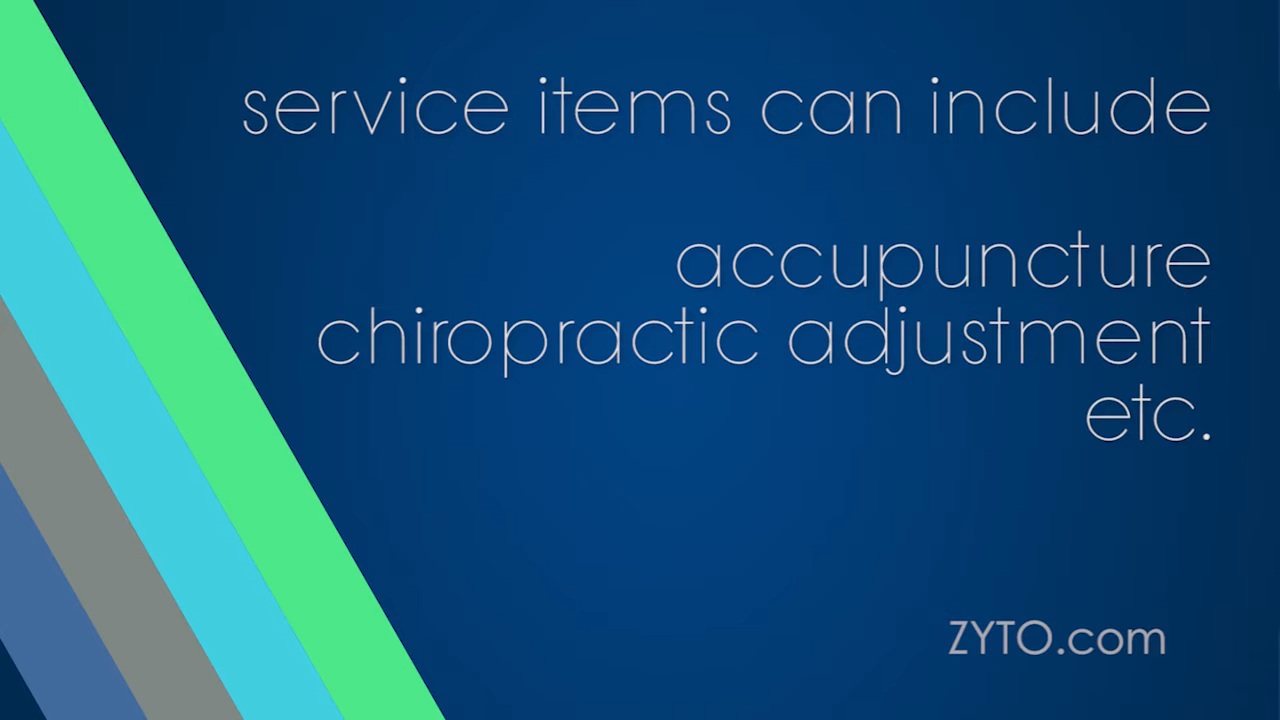 service items can include
accupuncture
chiropractic adjustment
etc.
ZYTO.com